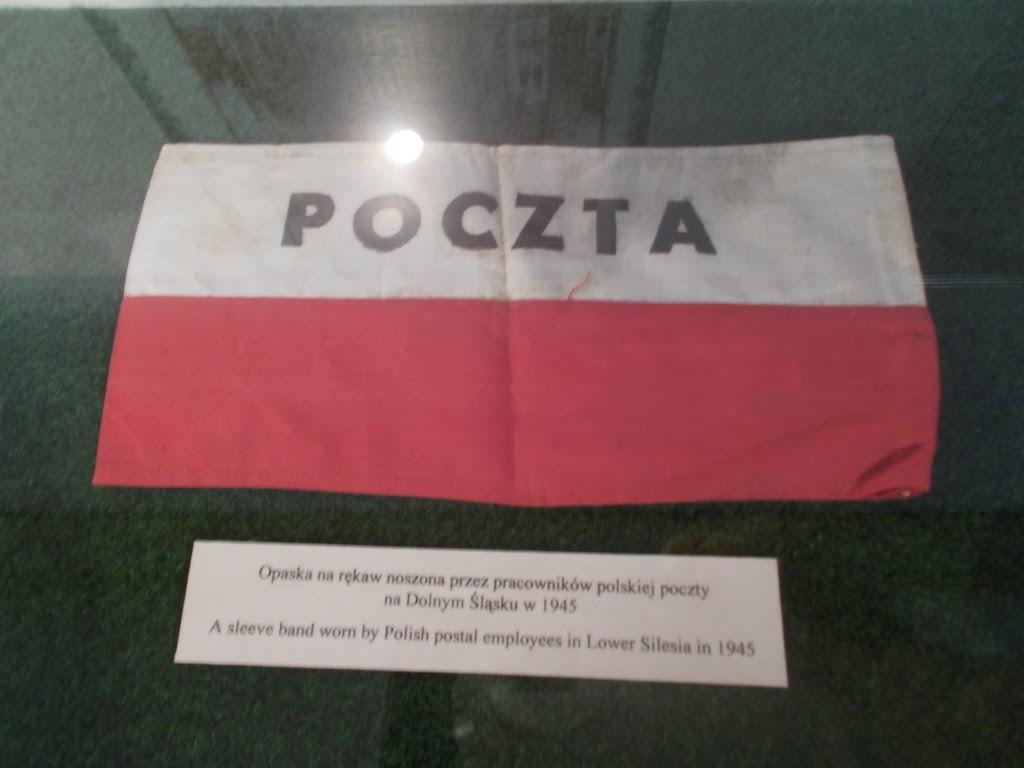 POCZTA
Opaska na rękaw noszona przez pracowników polskiej poczty
na Dolnym Śląsku w 1945
A sleeve band worn by Polish postal employees in Lower Silesia in 1945